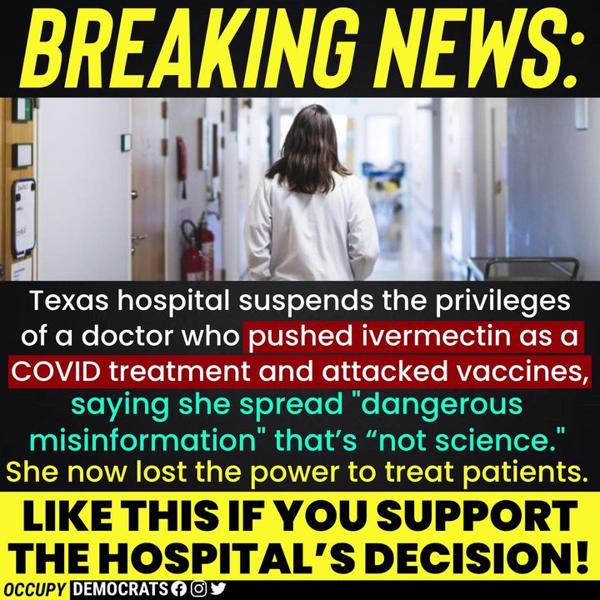 BREAKING NEWS:
Texas hospital suspends the privileges
of a doctor who pushed ivermectin as a
COVID treatment and attacked vaccines,
saying she spread "dangerous
misinformation" that’s “not science."
She now lost the power to treat patients.
LIKE THIS IF YOU SUPPORT
THE HOSPITAL’S DECISION!
OCCUPY DEMOCRATS